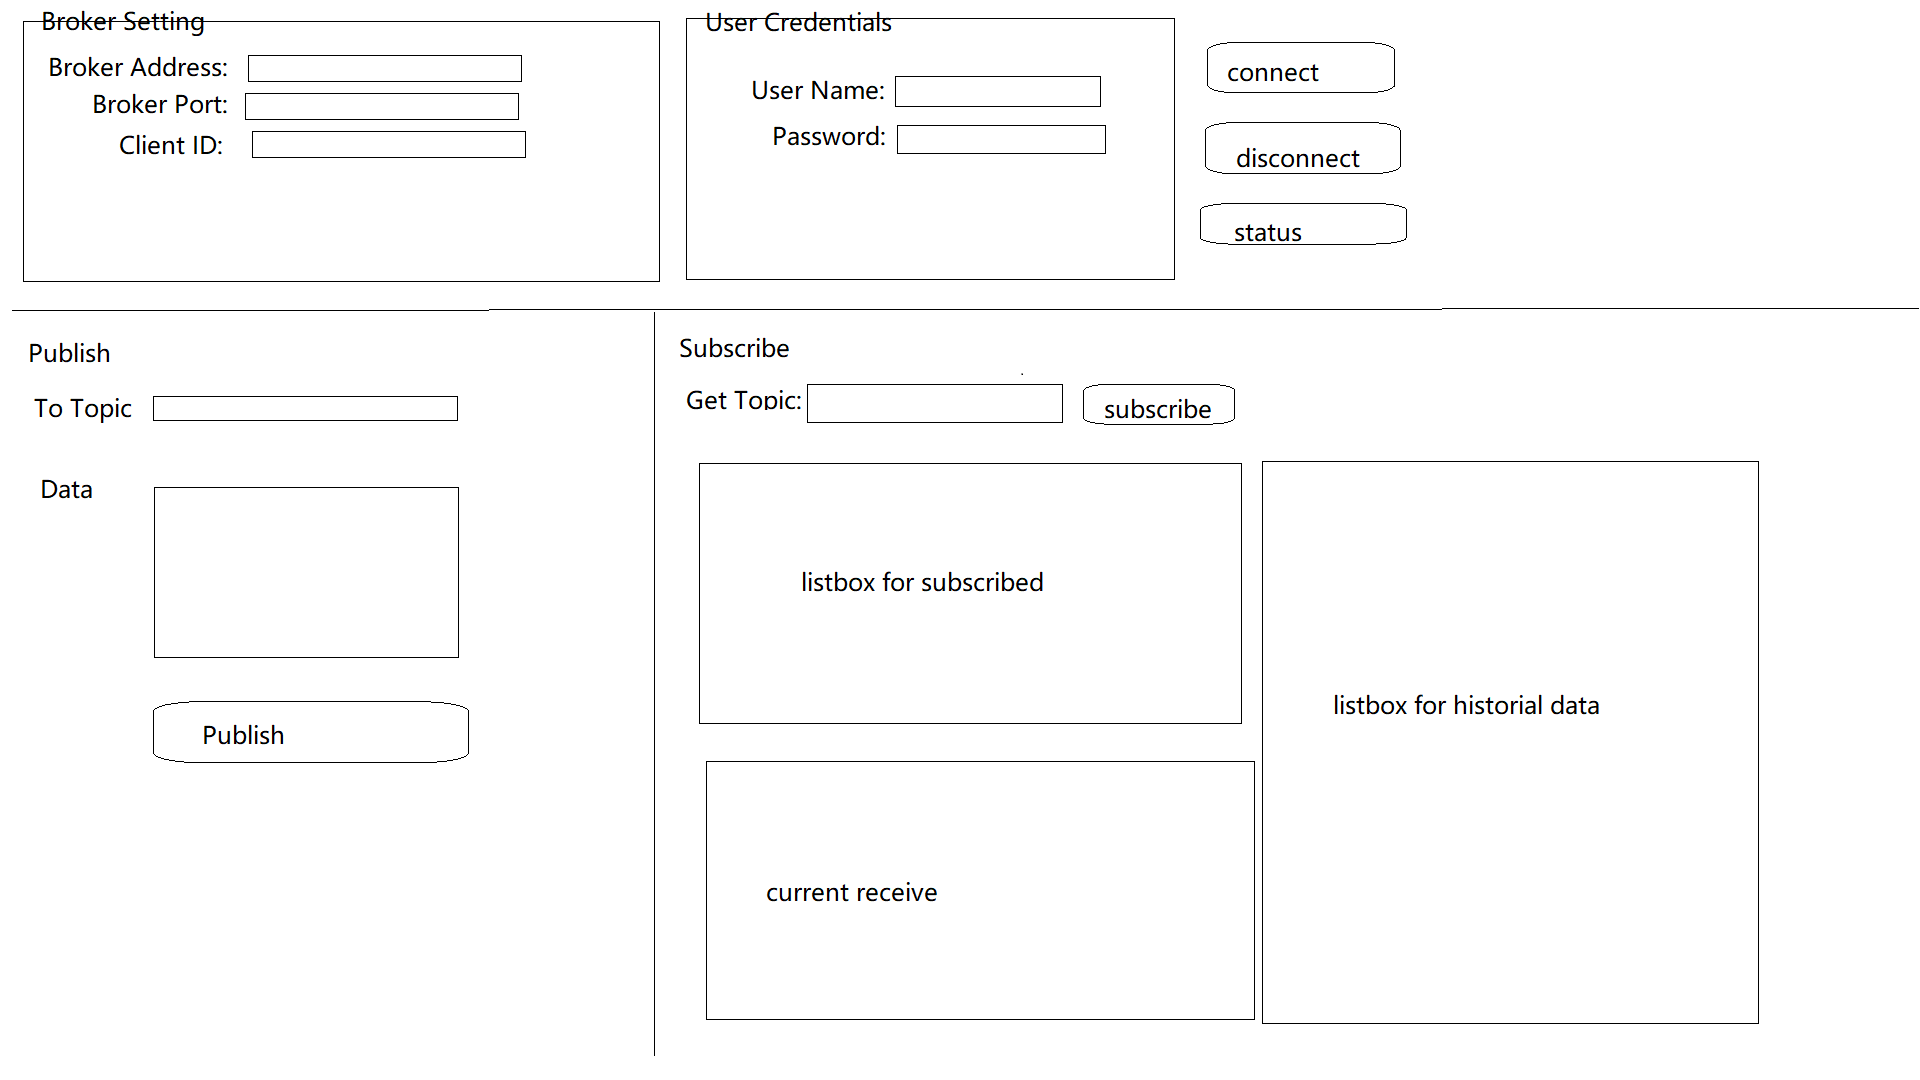 Broker Setting
Broker Address:
Broker Port:
Client ID:
User Credentials
User Name:
Password:
connect
disconnect
status
Publish
To Topic
Data
Publish
Subscribe
Get Topic:
subscribe
listbox for subscribed
listbox for historial data
current receive